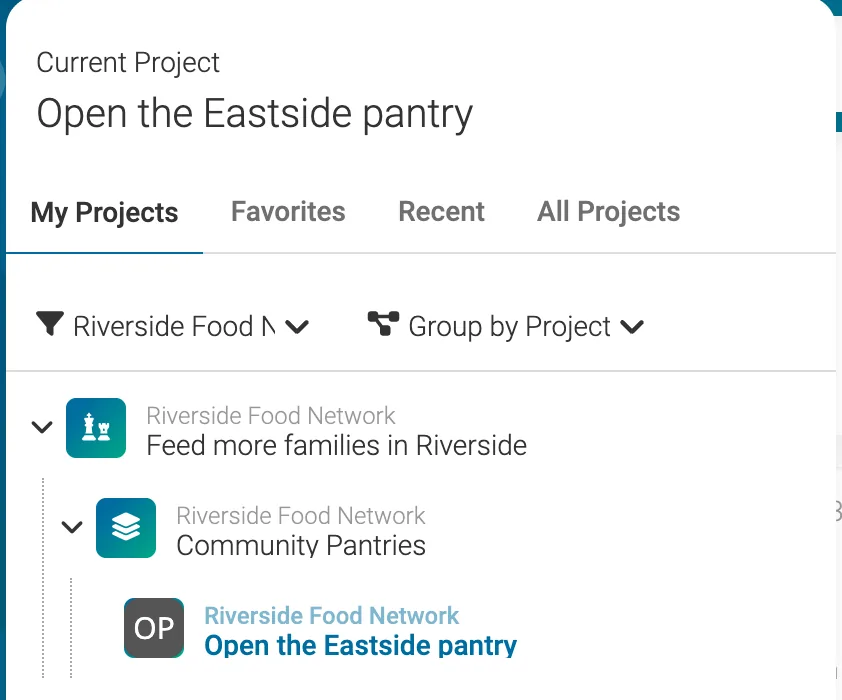 Current Project
Open the Eastside pantry
My Projects Favorites Recent All Projects
Riverside Food N Group by Project
Riverside Food Network
Feed more families in Riverside
Riverside Food Network
Community Pantries
OP
Riverside Food Network
Open the Eastside pantry